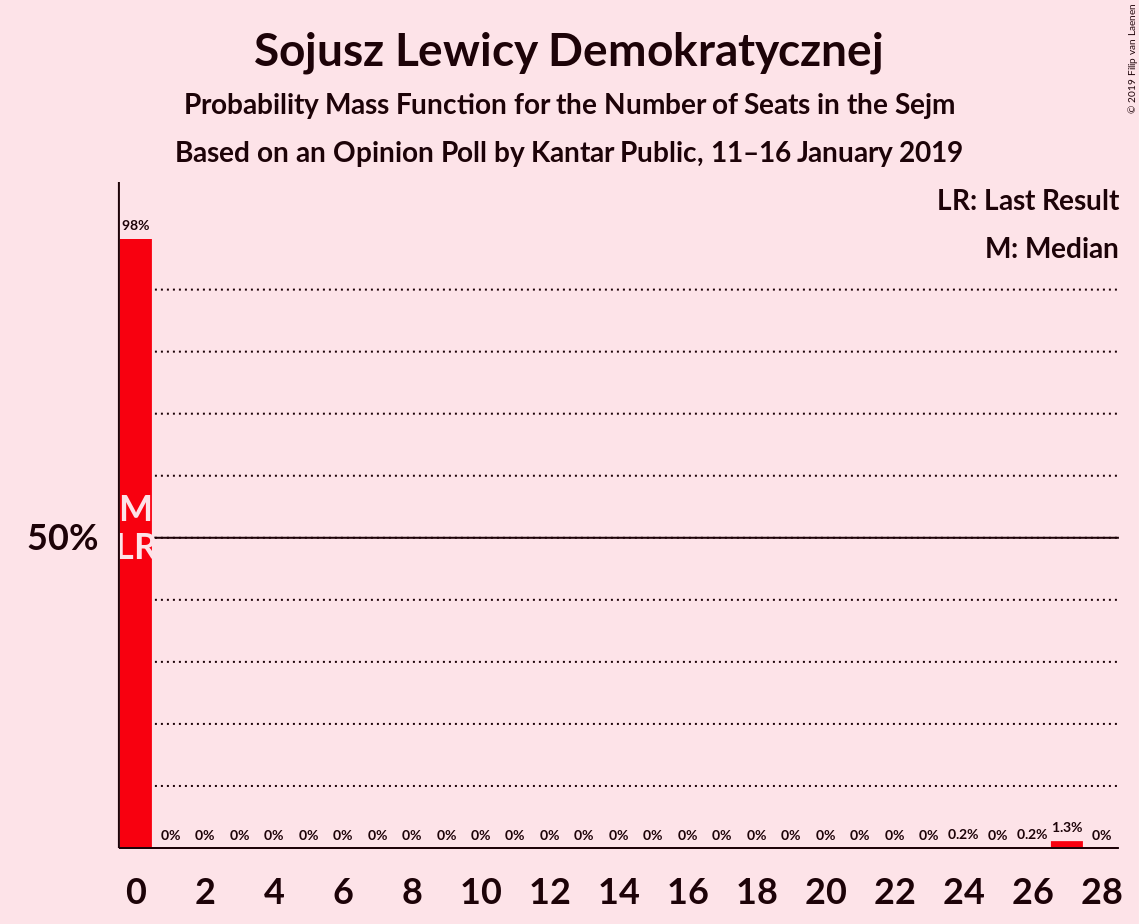 Sojusz Lewicy Demokratycznej
Probability Mass Function for the Number of Seats in the Sejm
Based on an Opinion Poll by Kantar Public, 11–16 January 2019
© 2019 Filip van Laenen
LR: Last Result
M: Median
98%
M
50%
LR
0% 0% 0% 0% 0% 0% 0% 0% 0% 0% 0% 0% 0% 0% 0% 0% 0% 0% 0% 0% 0% 0% 0% 0.2% 0% 0.2% 1.3% 0%
0 2 4 6 8 10 12 14 16 18 20 22 24 26 28